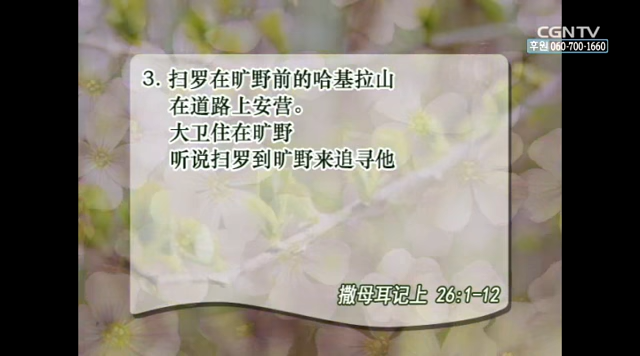 CGNTV
후원 060-700-1660
3. 扫罗在旷野前的哈基拉山
在道路上安营。
大卫住在旷野
听说扫罗到旷野来追寻他
撒母耳记上 26:1-12